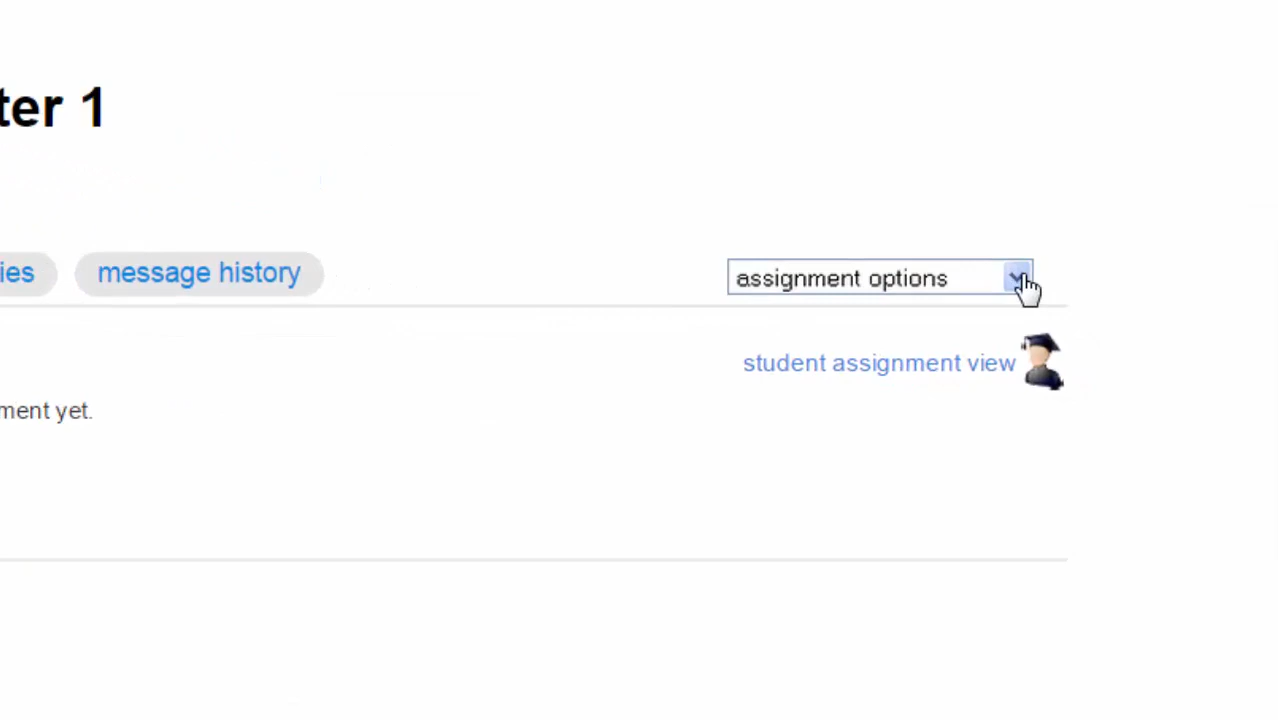 ter 1
ies
message history
assignment options
student assignment view
ment yet.